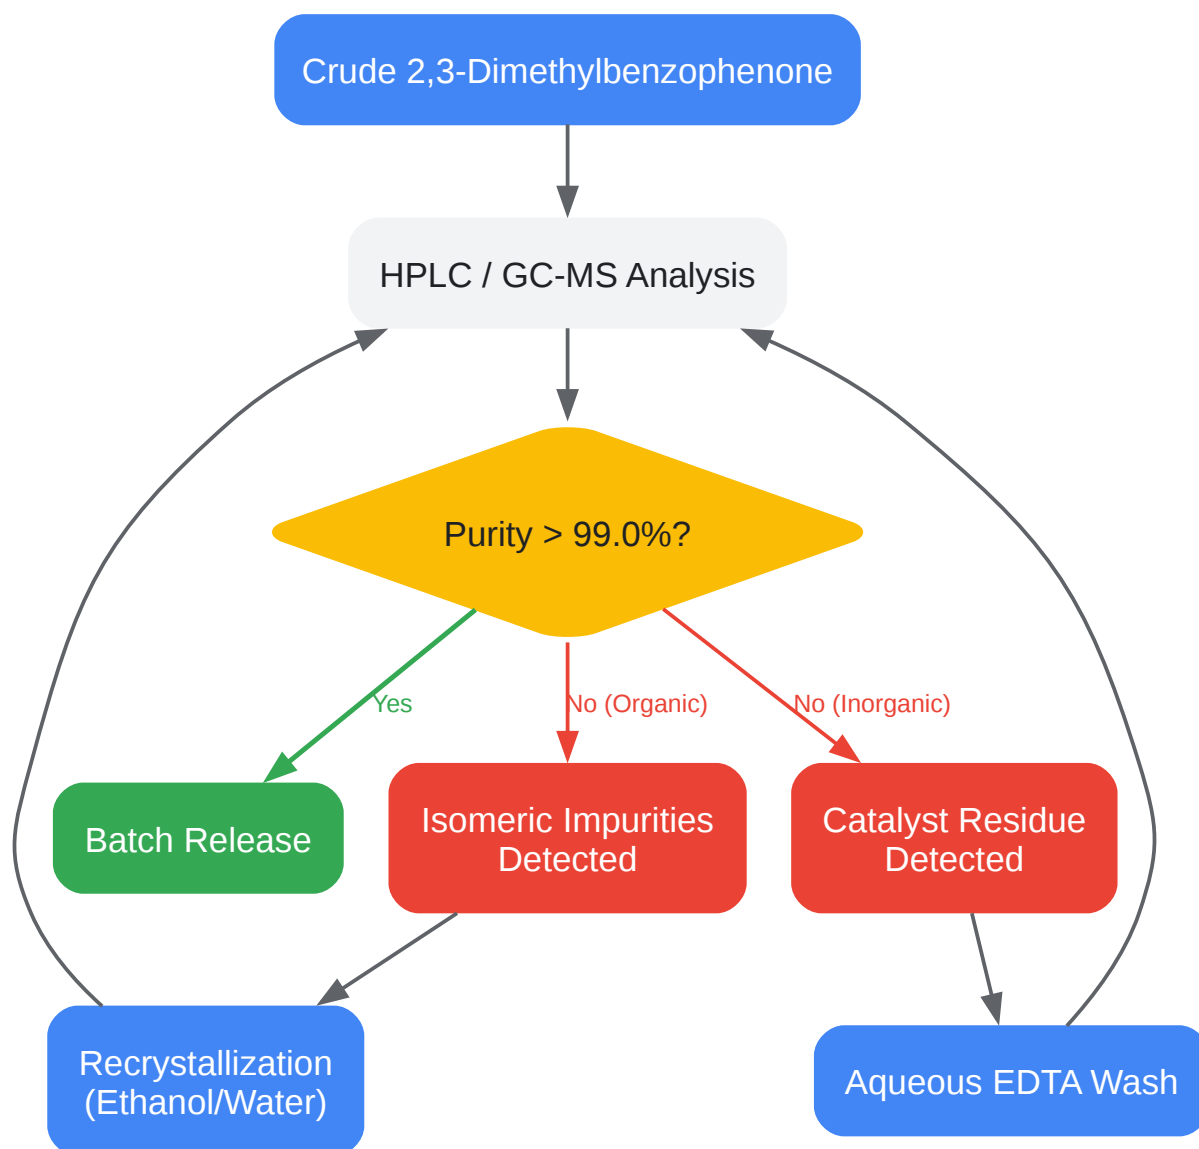 Crude 2,3-Dimethylbenzophenone
HPLC / GC-MS Analysis
Purity > 99.0%?
Yes
No (Organic)
No (Inorganic)
Batch Release
Isomeric Impurities
Detected
Catalyst Residue
Detected
Recrystallization
(Ethanol/Water)
Aqueous EDTA Wash